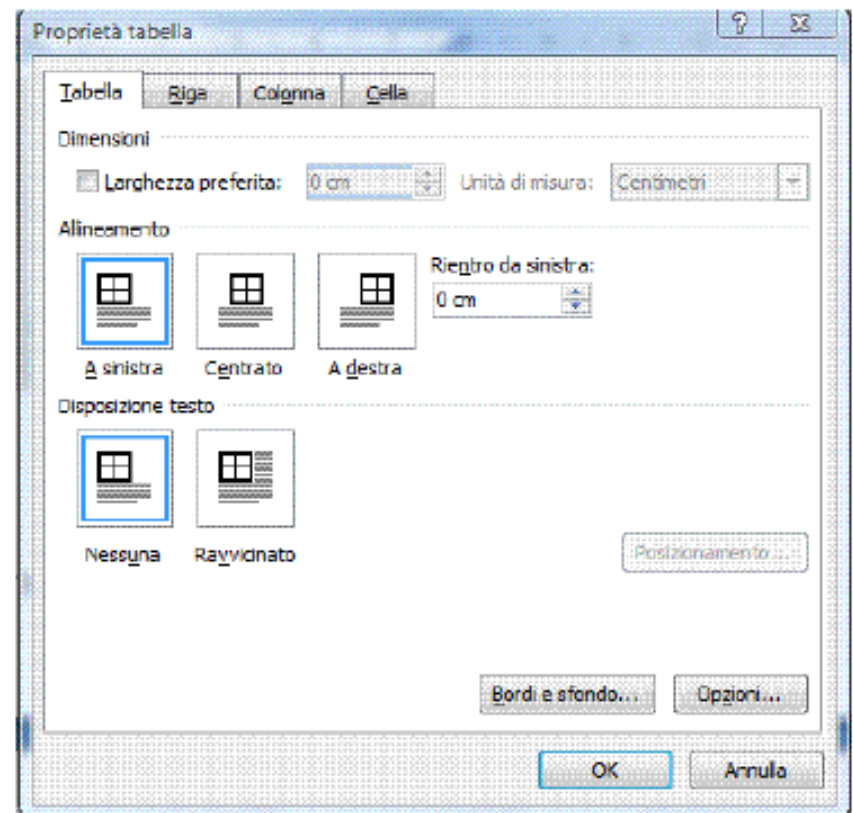 Proprietà tabella
Tabella Riga Colonna Cella
Dimensioni
Larghezza preferita: 0 cm Unità di misura: Centimetri
Allineamento
Rientro da sinistra:
0 cm
A sinistra Centrato A destra
Disposizione testo
Nessuna Ravvicinato
Posizionamento...
Bordi e sfondo... Opzioni...
OK Annulla